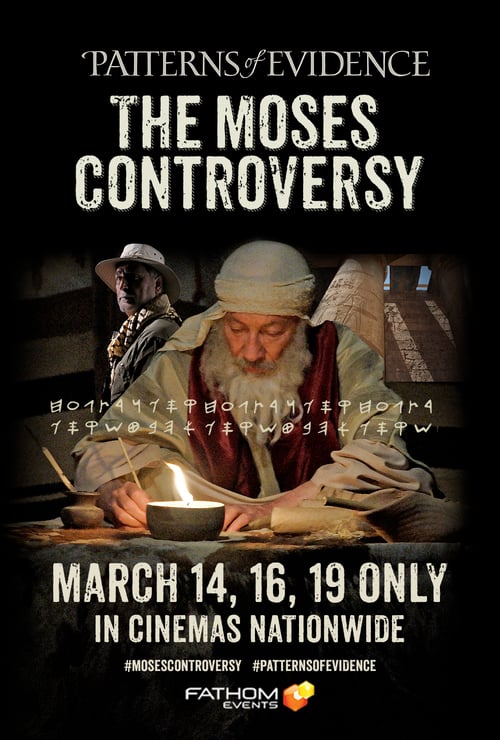 PATTERNS of EVIDENCE
THE MOSES
CONTROVERSY
MARCH 14, 16, 19 ONLY
IN CINEMAS NATIONWIDE
#MOSESCONTROVERSY #PATTERNSOFEVIDENCE
FATHOM
EVENTS